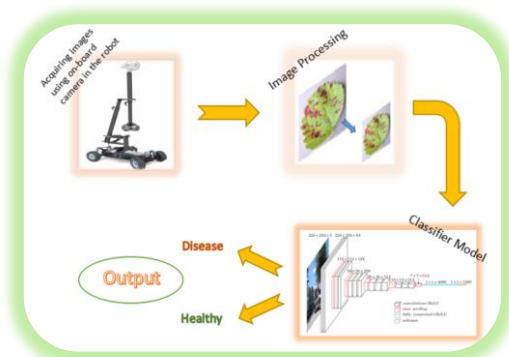 Acquiring images
using on-board
camera in the robot
Image Processing
Classifier Model
Disease
Output
Healthy